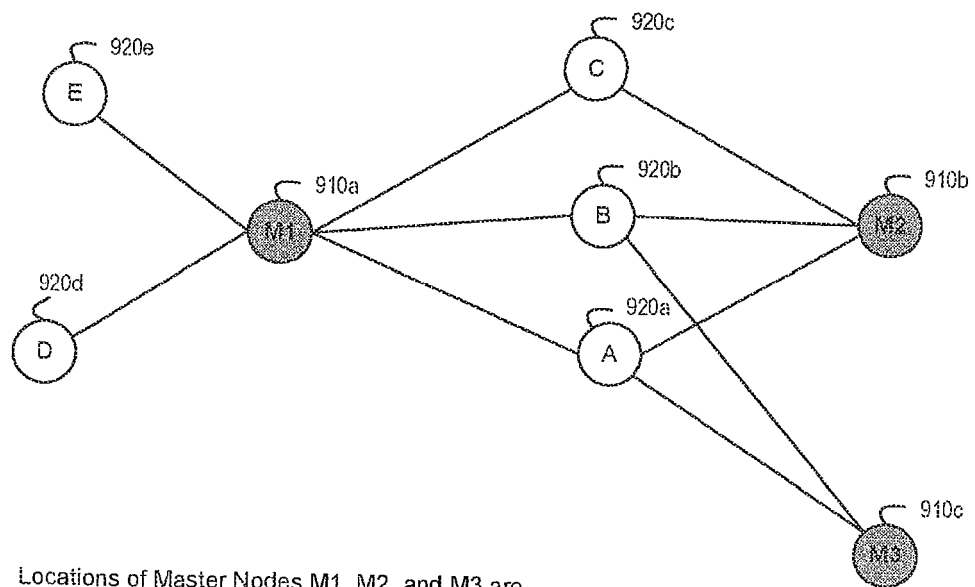 920c
920e
C
E
920b
910a
910b
B
M1
M2
920d
920a
D
A
910c
M3
Locations of Master Nodes M1, M2, and M3 are